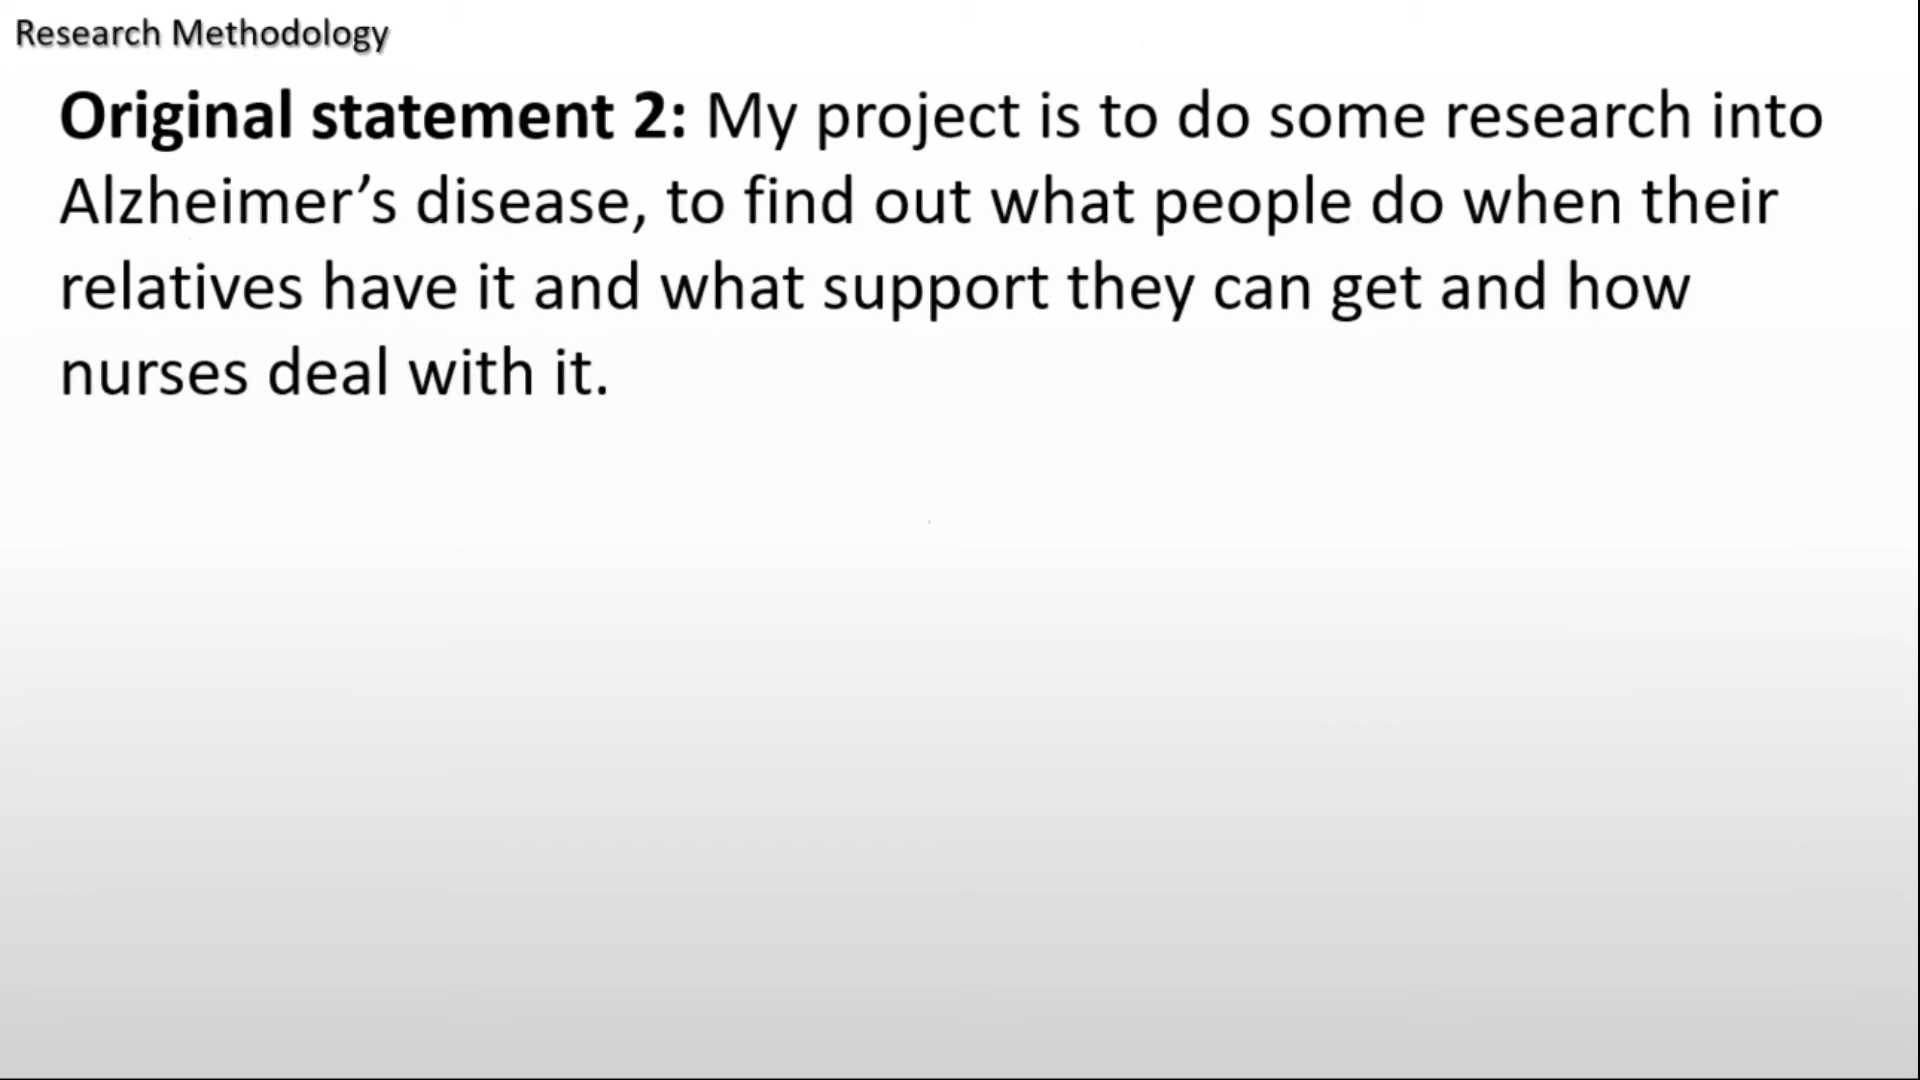 Research Methodology
Original statement 2: My project is to do some research into
Alzheimer’s disease, to find out what people do when their
relatives have it and what support they can get and how
nurses deal with it.